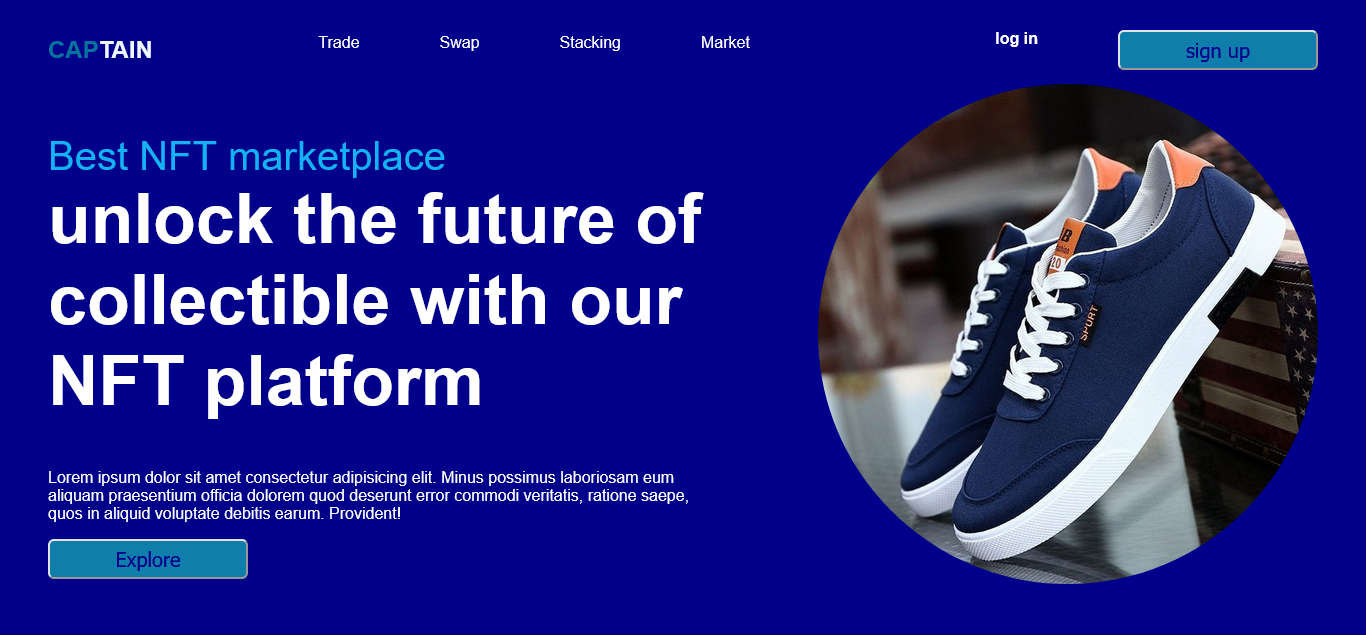 CAPTAIN
Trade Swap Stacking Market
log in
sign up
Best NFT marketplace
unlock the future of
collectible with our
NFT platform
Lorem ipsum dolor sit amet consectetur adipisicing elit. Minus possimus laboriosam eum
aliquam praesentium officia dolorem quod deserunt error commodi veritatis, ratione saepe,
quos in aliquid voluptate debitis earum. Provident!
Explore
20
SPORT